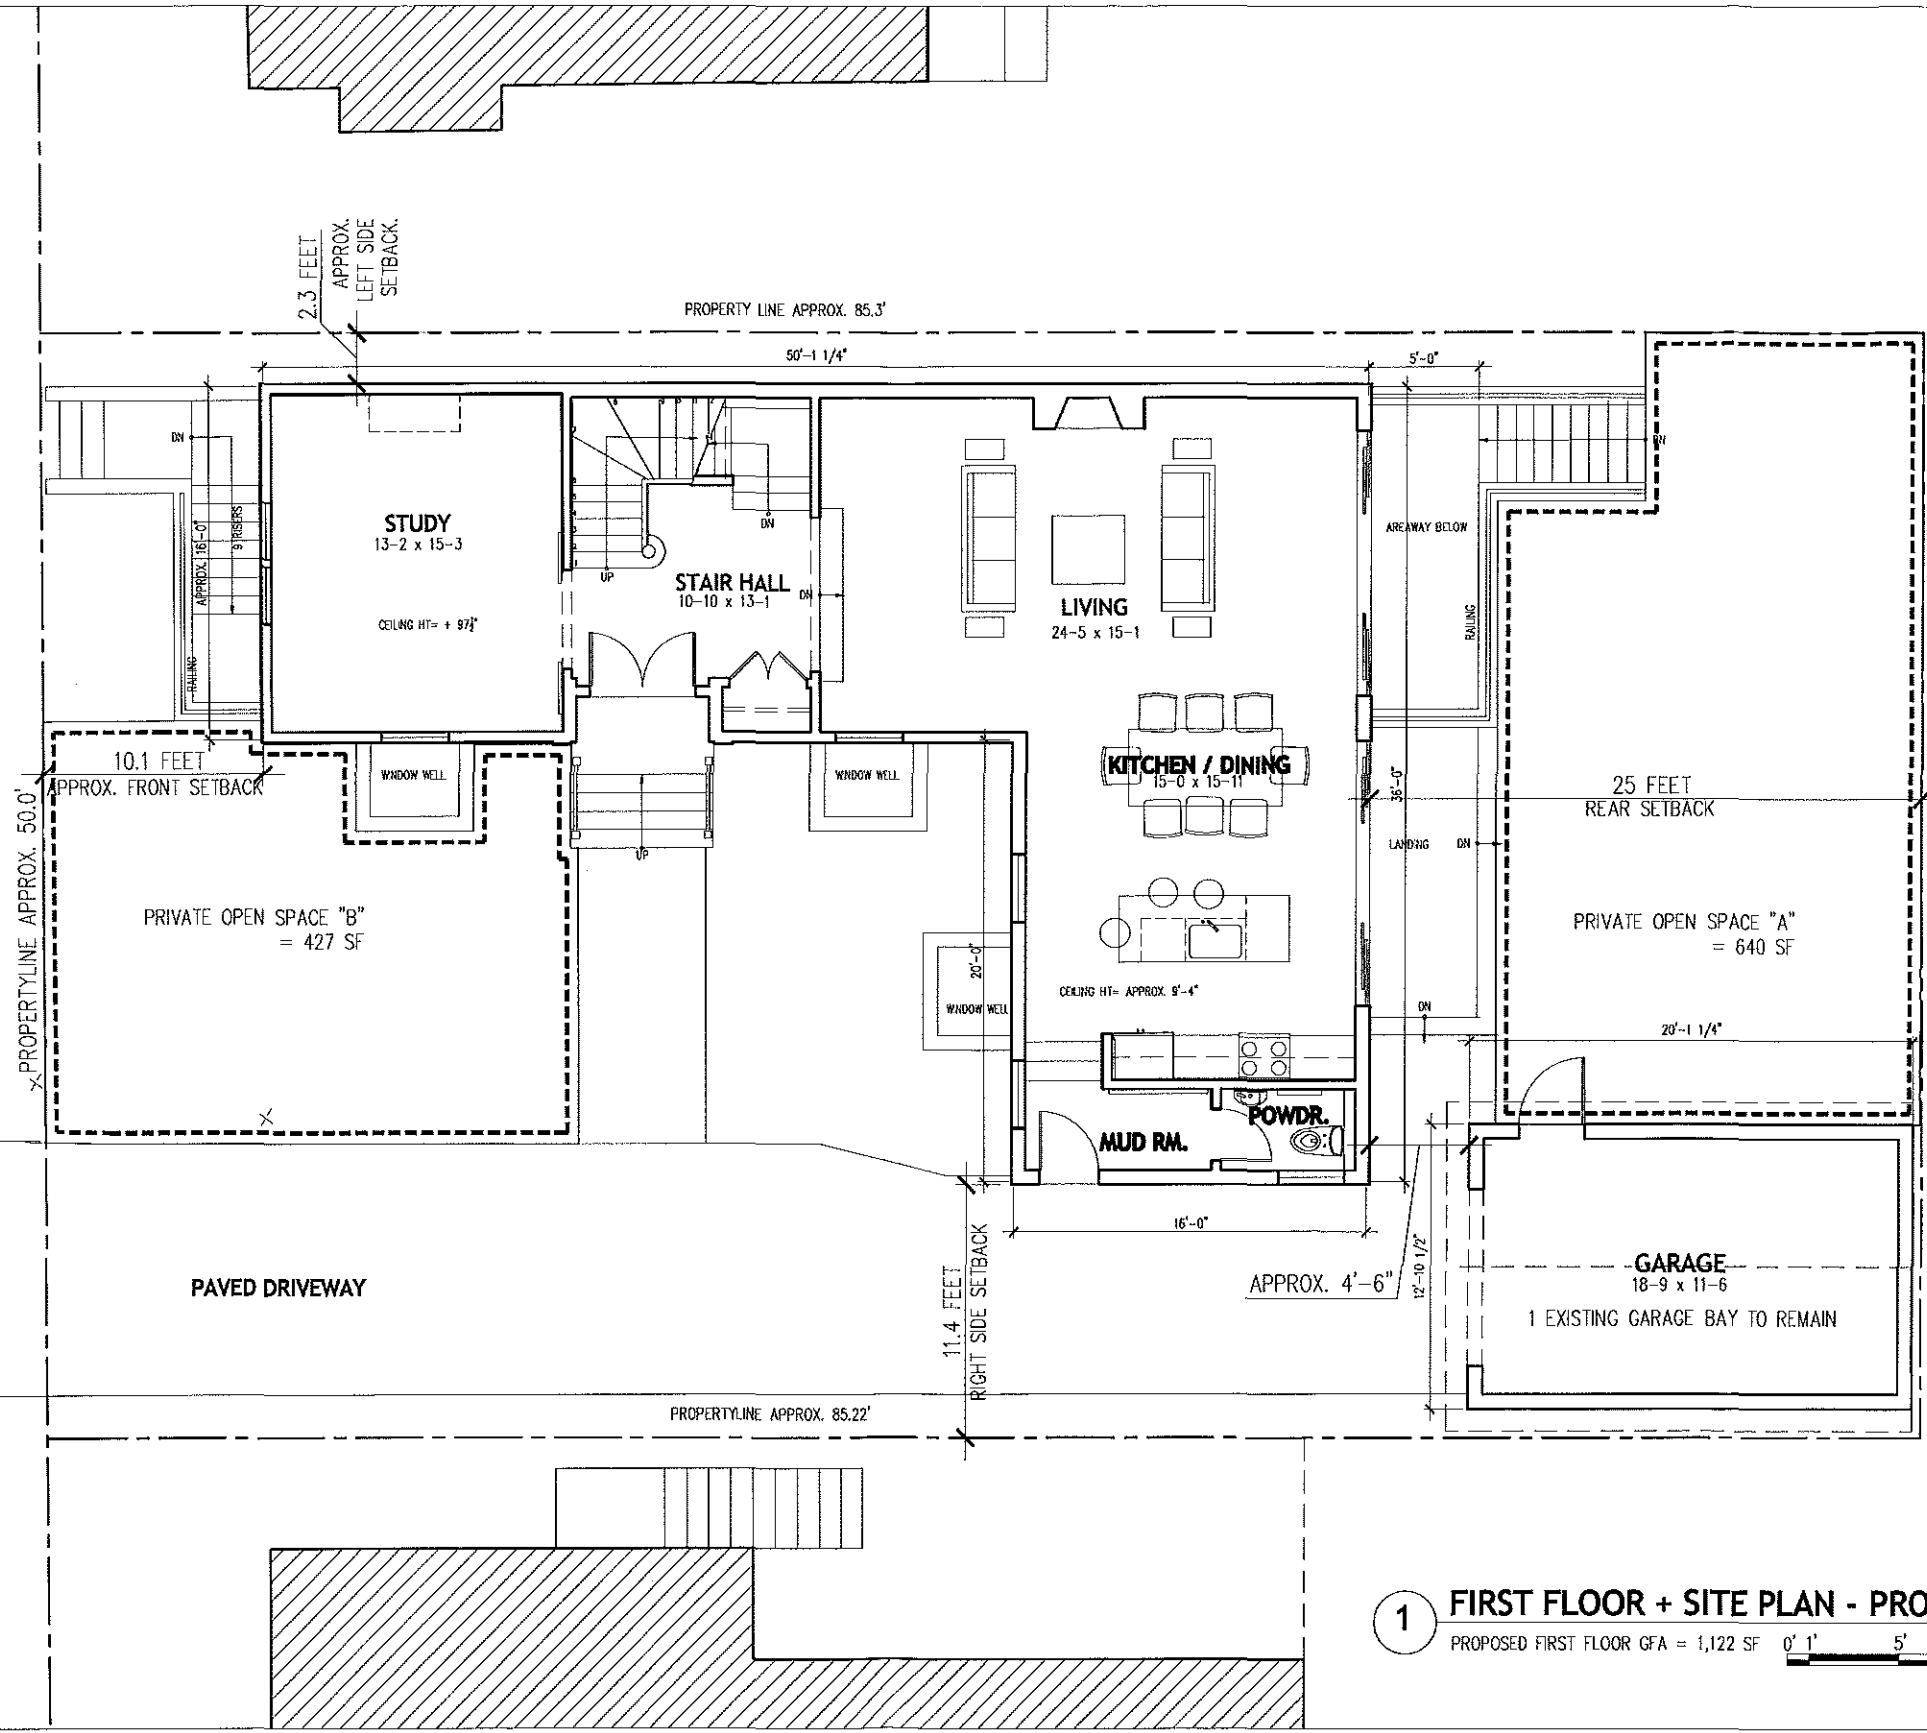 2.3 FEET
APPROX.
LEFT SIDE
SETBACK.
PROPERTY LINE APPROX. 85.3'
50'-1 1/4"
5'-0"
DN
9 RISERS
APPROX. 16'-0"
RAILING
STUDY
13-2 x 15-3
CEILING HT= + 97½"
UP
DN
STAIR HALL
10-10 x 13-1
DN
LIVING
24-5 x 15-1
AREAWAY BELOW
RAILING
DN
10.1 FEET
APPROX. FRONT SETBACK
WINDOW WELL
UP
WINDOW WELL
KITCHEN / DINING
15-0 x 15-11
36'-0"
25 FEET
REAR SETBACK
LANDING
DN
PROPERTYLINE APPROX. 50.0'
PRIVATE OPEN SPACE "B"
= 427 SF
PRIVATE OPEN SPACE "A"
= 640 SF
20'-0"
WINDOW WELL
CEILING HT= APPROX. 9'-4"
DN
20'-1 1/4"
MUD RM.
POWDR.
16'-0"
11.4 FEET
RIGHT SIDE SETBACK
APPROX. 4'-6"
12'-10 1/2"
PAVED DRIVEWAY
GARAGE
18-9 x 11-6
1 EXISTING GARAGE BAY TO REMAIN
PROPERTYLINE APPROX. 85.22'
1
FIRST FLOOR + SITE PLAN - PRO
PROPOSED FIRST FLOOR GFA = 1,122 SF
0' 1' 5'